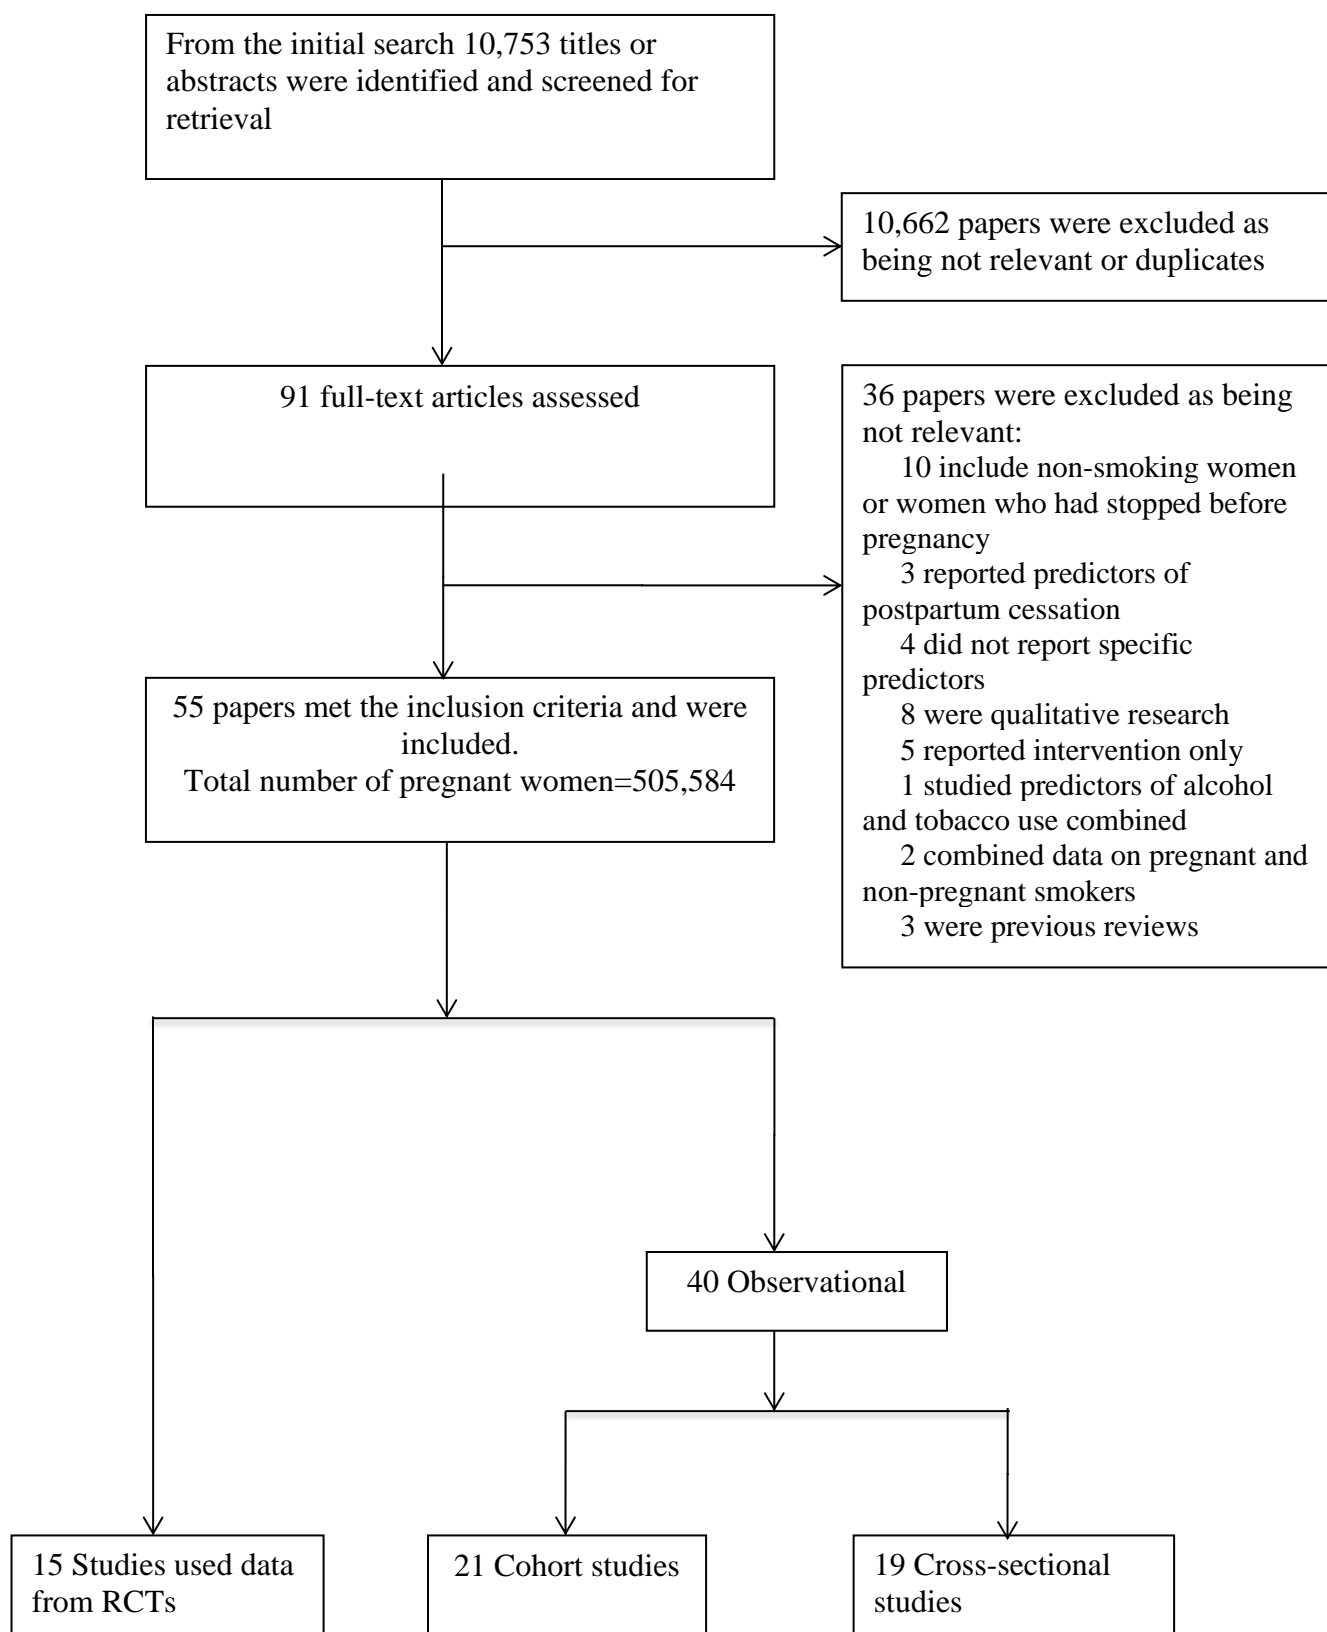 From the initial search 10,753 titles or
abstracts were identified and screened for
retrieval
10,662 papers were excluded as
being not relevant or duplicates
91 full-text articles assessed
36 papers were excluded as being
not relevant:
10 include non-smoking women
or women who had stopped before
pregnancy
3 reported predictors of
postpartum cessation
4 did not report specific
predictors
8 were qualitative research
5 reported intervention only
1 studied predictors of alcohol
and tobacco use combined
2 combined data on pregnant and
non-pregnant smokers
3 were previous reviews
55 papers met the inclusion criteria and were
included.
Total number of pregnant women=505,584
40 Observational
15 Studies used data
from RCTs
21 Cohort studies
19 Cross-sectional
studies